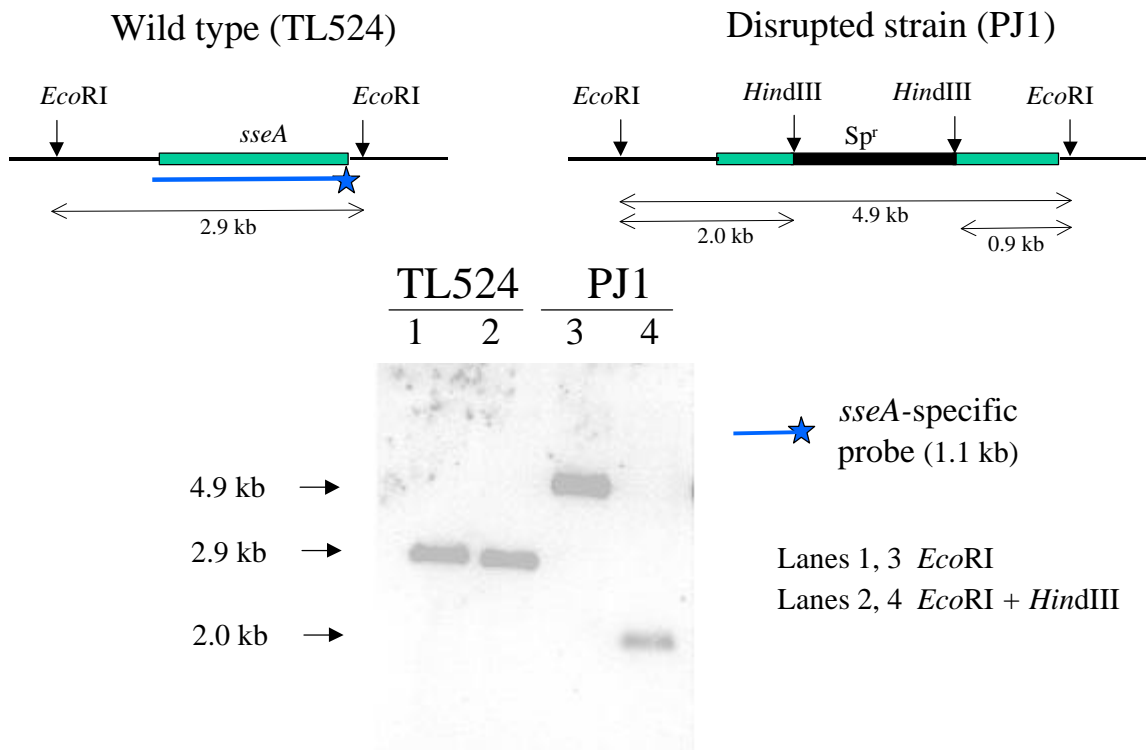 Wild type (TL524)
Disrupted strain (PJ1)
EcoRI
EcoRI
sseA
2.9 kb
EcoRI
HindIII
HindIII
EcoRI
Spʳ
4.9 kb
2.0 kb
0.9 kb
TL524 PJ1
1 2 3 4
sseA-specific
probe (1.1 kb)
4.9 kb
2.9 kb
2.0 kb
Lanes 1, 3 EcoRI
Lanes 2, 4 EcoRI + HindIII